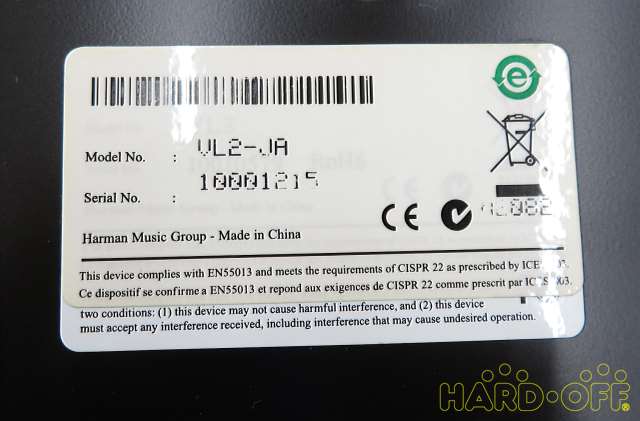 Model No. : VL2-JA
Serial No. : 10001215
CE
Harman Music Group - Made in China
This device complies with EN55013 and meets the requirements of CISPR 22 as prescribed by
Ce dispositif se confirme a EN55013 et repond aux exigences de CISPR 22 comme prescrit par
two conditions: (1) this device may not cause harmful interference, and (2) this device
must accept any interference received, including interference that may cause undesired operation.
HARD-OFF